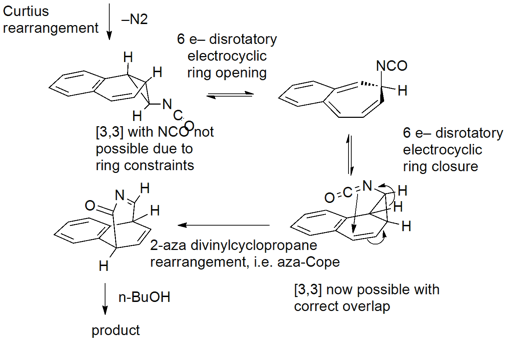 Curtius
rearrangement
–N2
6 e– disrotatory
electrocyclic
ring opening
H
H
H
N
C
O
NCO
H
[3,3] with NCO not
possible due to
ring constraints
6 e– disrotatory
electrocyclic
ring closure
O=C=N
H
H
H
N
H
O
H
H
2-aza divinylcyclopropane
rearrangement, i.e. aza-Cope
[3,3] now possible with
correct overlap
n-BuOH
product